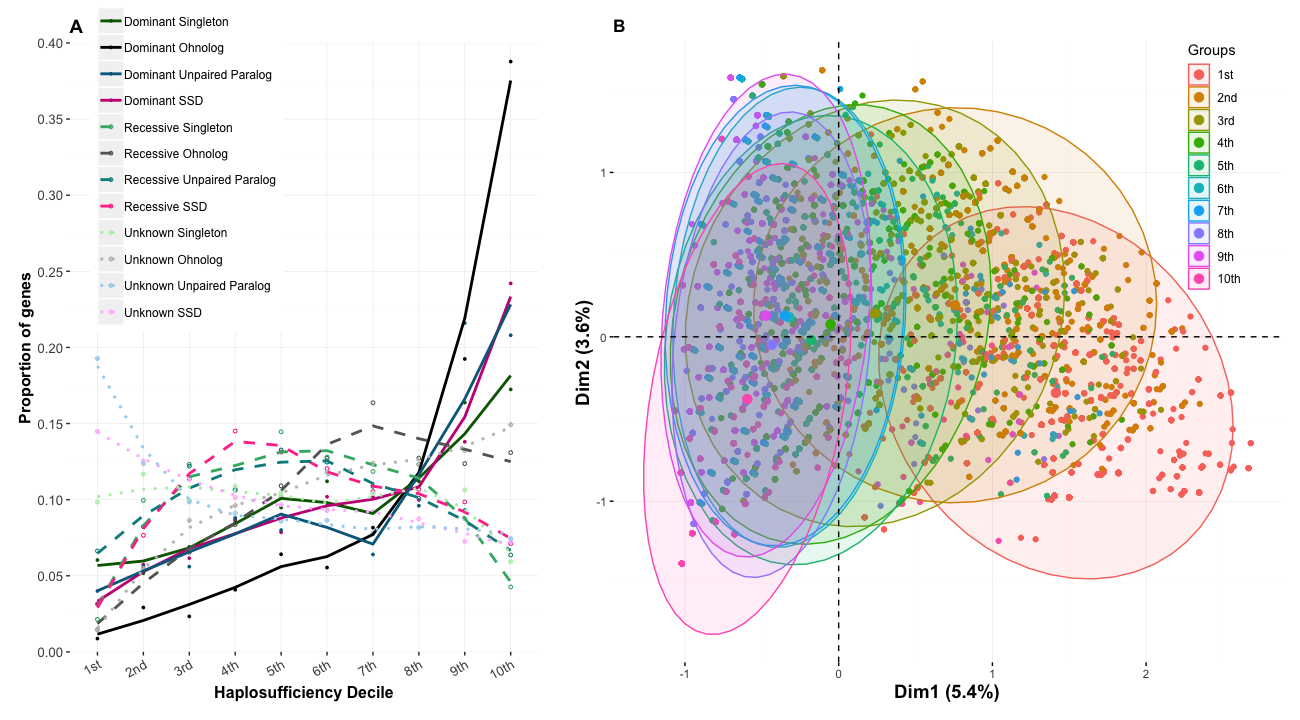 A
Dominant Singleton
Dominant Ohnolog
Dominant Unpaired Paralog
Dominant SSD
Recessive Singleton
Recessive Ohnolog
Recessive Unpaired Paralog
Recessive SSD
Unknown Singleton
Unknown Ohnolog
Unknown Unpaired Paralog
Unknown SSD
Proportion of genes
0.40
0.35
0.30
0.25
0.20
0.15
0.10
0.05
0.00
1st 2nd 3rd 4th 5th 6th 7th 8th 9th 10th
Haplosufficiency Decile
B
Groups
1st
2nd
3rd
4th
5th
6th
7th
8th
9th
10th
Dim2 (3.6%)
1
0
-1
-1 0 1 2
Dim1 (5.4%)